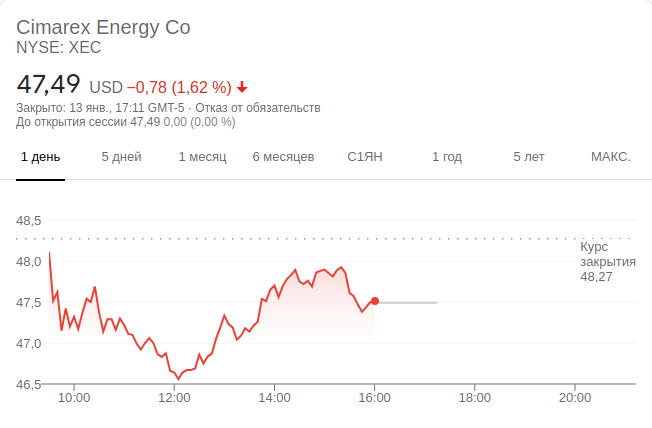 Cimarex Energy Co
NYSE: XEC
47,49 USD −0,78 (1,62 %)
Закрыто: 13 янв., 17:11 GMT-5 · Отказ от обязательств
До открытия сессии 47,49 0,00 (0,00 %)
1 день 5 дней 1 месяц 6 месяцев С1ЯН 1 год 5 лет МАКС.
48,5
Курс
закрытия
48,27
48,0
47,5
47,0
46,5
10:00 12:00 14:00 16:00 18:00 20:00